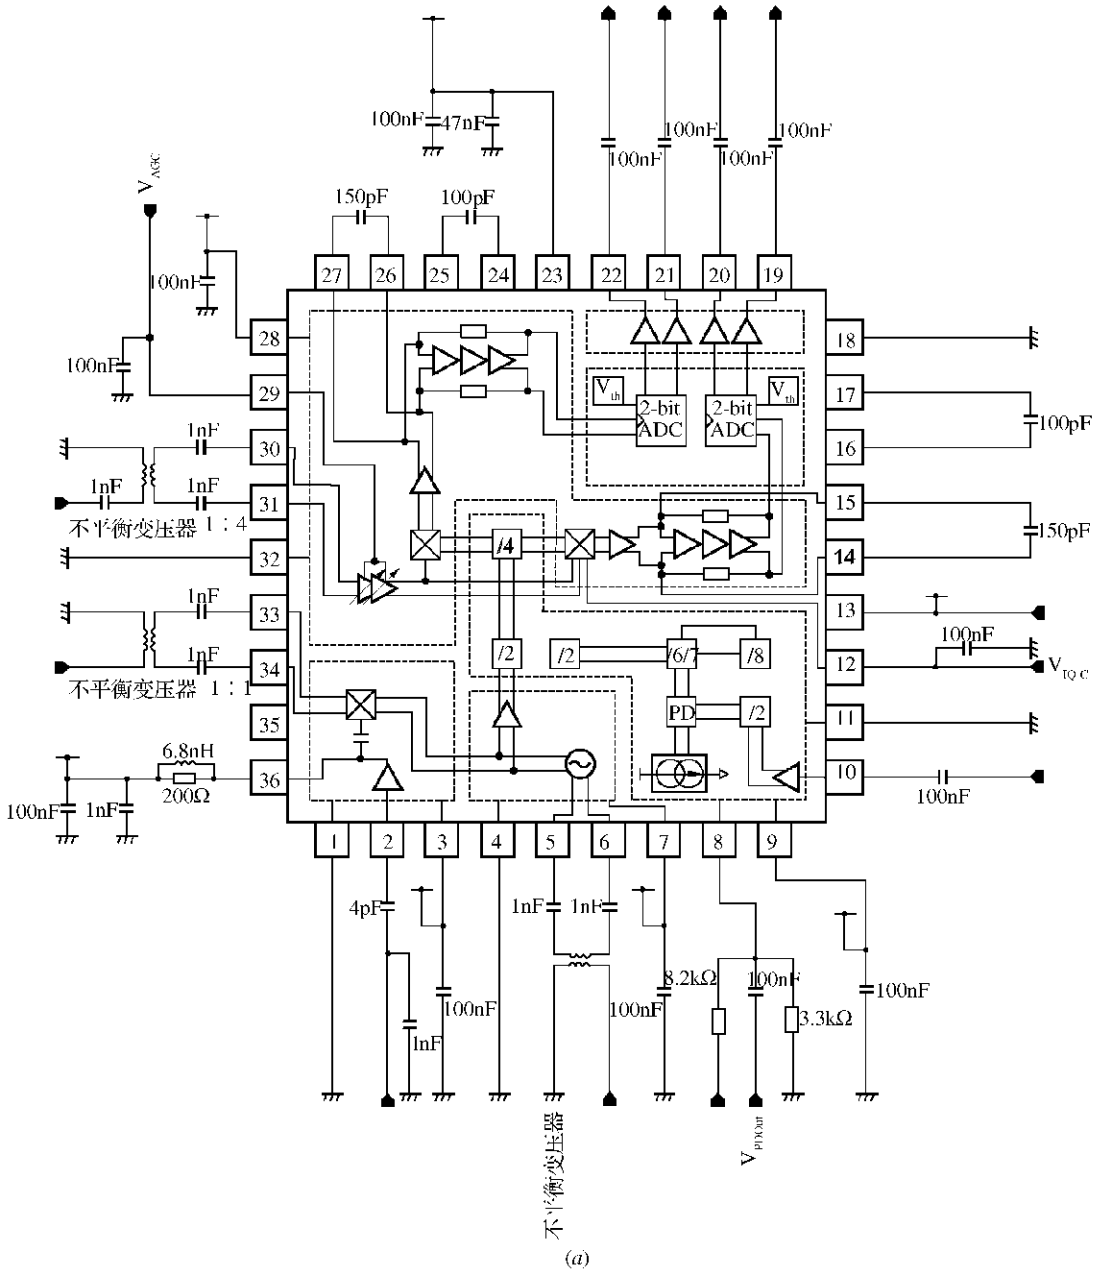 100nF
47nF
100nF
100nF
100nF
100nF
V_AGC
150pF
100pF
100nF
27
26
25
24
23
22
21
20
19
28
18
100nF
29
V_th
2-bit
ADC
2-bit
ADC
V_th
17
100pF
1nF
30
16
1nF
1nF
31
15
不平衡变压器 1:4
150pF
32
/4
14
1nF
33
13
100nF
1nF
34
/2
/2
/6/7
/8
12
V_IQ C
不平衡变压器 1:1
35
PD
/2
11
6.8nH
36
10
200Ω
100nF
1nF
100nF
1
2
3
4
5
6
7
8
9
4pF
1nF
1nF
8.2kΩ
100nF
100nF
100nF
100nF
3.3kΩ
1nF
不平衡变压器
V_PDOut
(a)